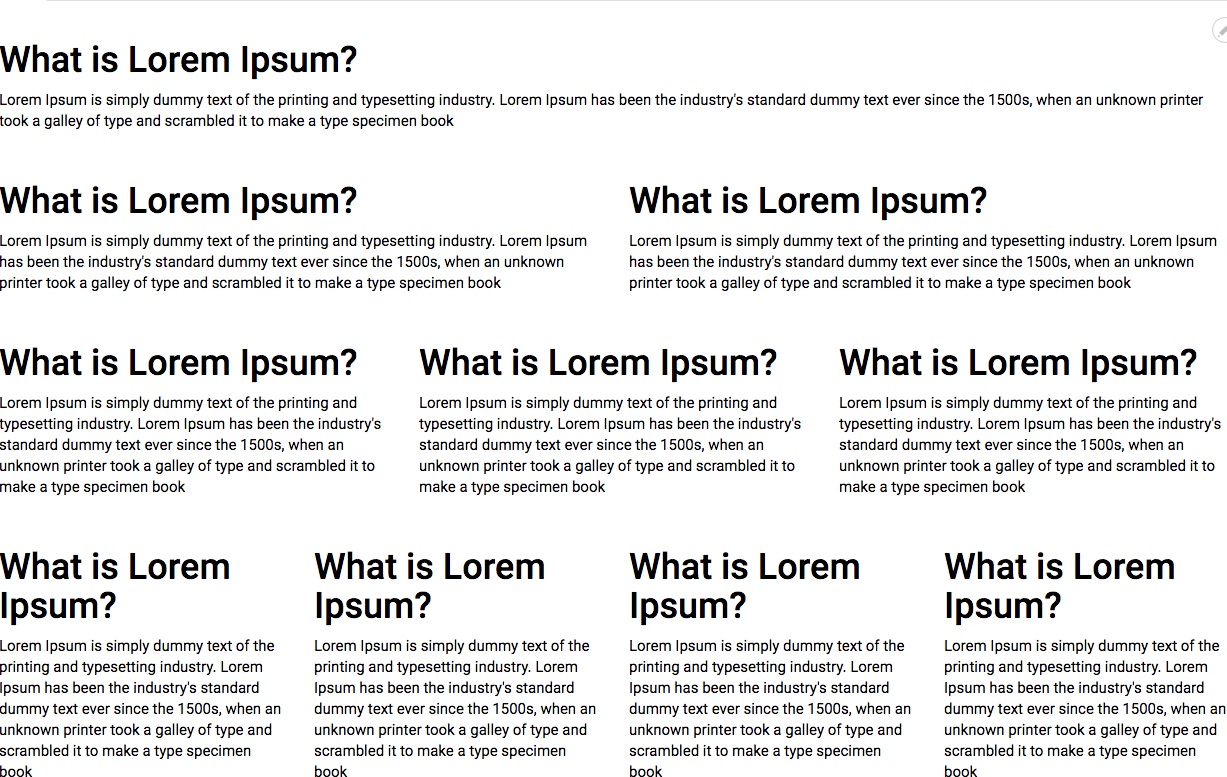 What is Lorem Ipsum?
Lorem Ipsum is simply dummy text of the printing and typesetting industry. Lorem Ipsum has been the industry's standard dummy text ever since the 1500s, when an unknown printer
took a galley of type and scrambled it to make a type specimen book
What is Lorem Ipsum?
Lorem Ipsum is simply dummy text of the printing and typesetting industry. Lorem Ipsum
has been the industry's standard dummy text ever since the 1500s, when an unknown
printer took a galley of type and scrambled it to make a type specimen book
What is Lorem Ipsum?
Lorem Ipsum is simply dummy text of the printing and typesetting industry. Lorem Ipsum
has been the industry's standard dummy text ever since the 1500s, when an unknown
printer took a galley of type and scrambled it to make a type specimen book
What is Lorem Ipsum?
Lorem Ipsum is simply dummy text of the printing and
typesetting industry. Lorem Ipsum has been the industry's
standard dummy text ever since the 1500s, when an
unknown printer took a galley of type and scrambled it to
make a type specimen book
What is Lorem Ipsum?
Lorem Ipsum is simply dummy text of the printing and
typesetting industry. Lorem Ipsum has been the industry's
standard dummy text ever since the 1500s, when an
unknown printer took a galley of type and scrambled it to
make a type specimen book
What is Lorem Ipsum?
Lorem Ipsum is simply dummy text of the printing and
typesetting industry. Lorem Ipsum has been the industry's
standard dummy text ever since the 1500s, when an
unknown printer took a galley of type and scrambled it to
make a type specimen book
What is Lorem
Ipsum?
Lorem Ipsum is simply dummy text of the
printing and typesetting industry. Lorem
Ipsum has been the industry's standard
dummy text ever since the 1500s, when an
unknown printer took a galley of type and
scrambled it to make a type specimen
book
What is Lorem
Ipsum?
Lorem Ipsum is simply dummy text of the
printing and typesetting industry. Lorem
Ipsum has been the industry's standard
dummy text ever since the 1500s, when an
unknown printer took a galley of type and
scrambled it to make a type specimen
book
What is Lorem
Ipsum?
Lorem Ipsum is simply dummy text of the
printing and typesetting industry. Lorem
Ipsum has been the industry's standard
dummy text ever since the 1500s, when an
unknown printer took a galley of type and
scrambled it to make a type specimen
book
What is Lorem
Ipsum?
Lorem Ipsum is simply dummy text of the
printing and typesetting industry. Lorem
Ipsum has been the industry's standard
dummy text ever since the 1500s, when an
unknown printer took a galley of type and
scrambled it to make a type specimen
book